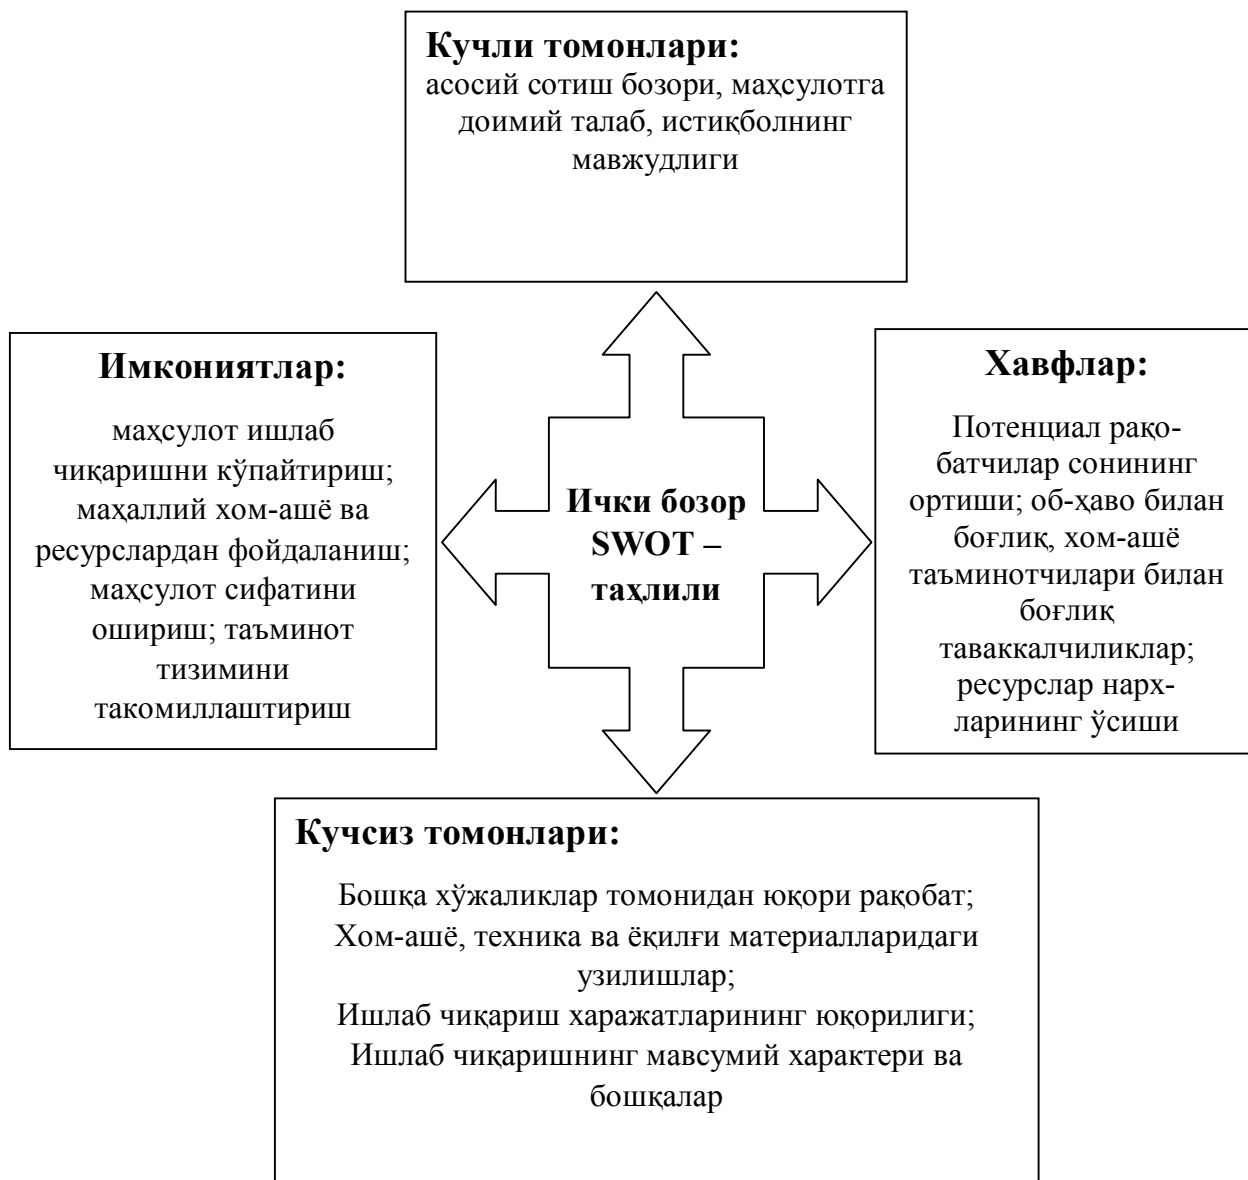 Кучли томонлари:
асосий сотиш бозори, маҳсулотга
доимий талаб, истиқболнинг
мавжудлиги
Имкониятлар:
маҳсулот ишлаб
чиқаришни кўпайтириш;
маҳаллий хом-ашё ва
ресурслардан фойдаланиш;
маҳсулот сифатини
ошириш; таъминот
тизимини
такомиллаштириш
Ички бозор
SWOT –
таҳлили
Хавфлар:
Потенциал рақо-
батчилар сонининг
ортиши; об-ҳаво билан
боғлиқ, хом-ашё
таъминотчилари билан
боғлиқ
таваккалчиликлар;
ресурслар нарх-
ларининг ўсиши
Кучсиз томонлари:
Бошқа хўжаликлар томонидан юқори рақобат;
Хом-ашё, техника ва ёқилғи материалларидаги
узилишлар;
Ишлаб чиқариш харажатларининг юқорилиги;
Ишлаб чиқаришнинг мавсумий характери ва
бошқалар